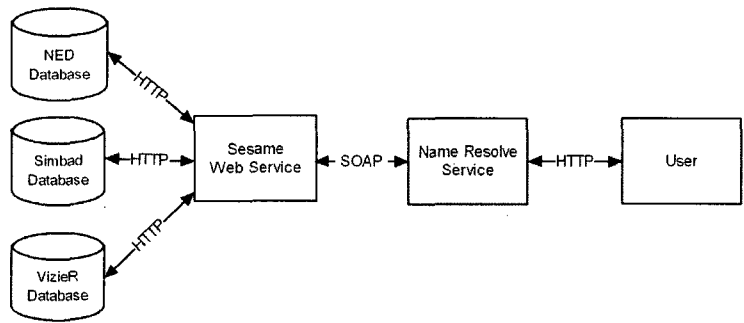 NED
Database
HTTP
Simbad
Database
HTTP
VizieR
Database
HTTP
Sesame
Web Service
SOAP
Name Resolve
Service
HTTP
User